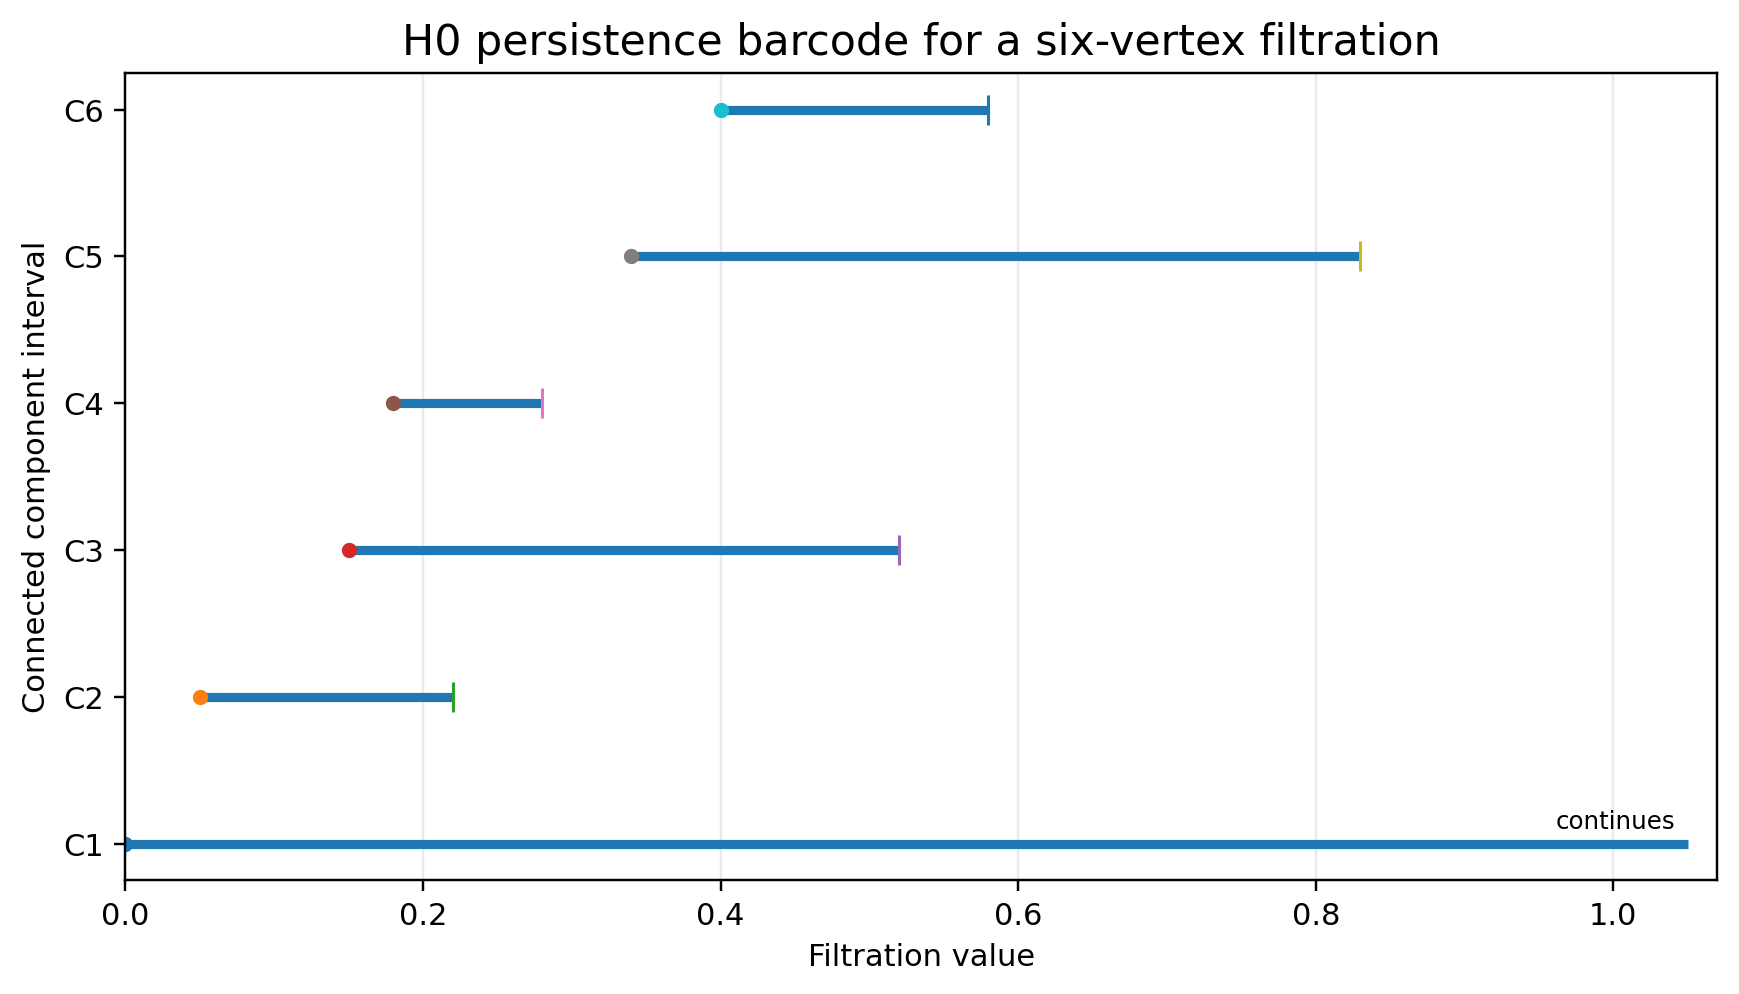 H0 persistence barcode for a six-vertex filtration
Connected component interval
C6
C5
C4
C3
C2
C1
continues
0.0 0.2 0.4 0.6 0.8 1.0
Filtration value